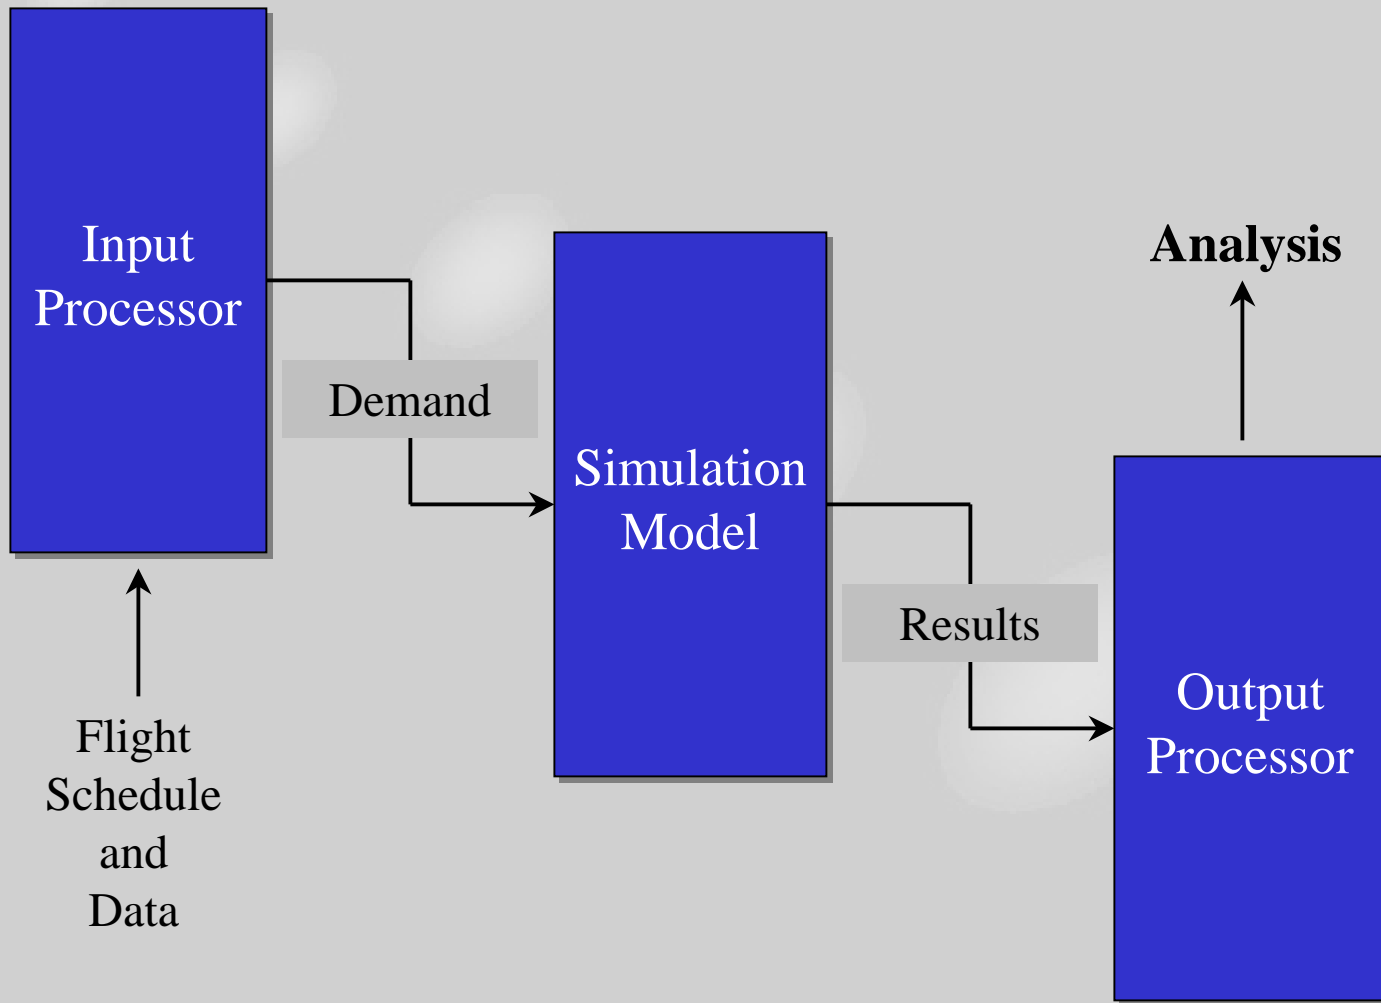 Input
Processor
Demand
Simulation
Model
Results
Output
Processor
Analysis
Flight
Schedule
and
Data